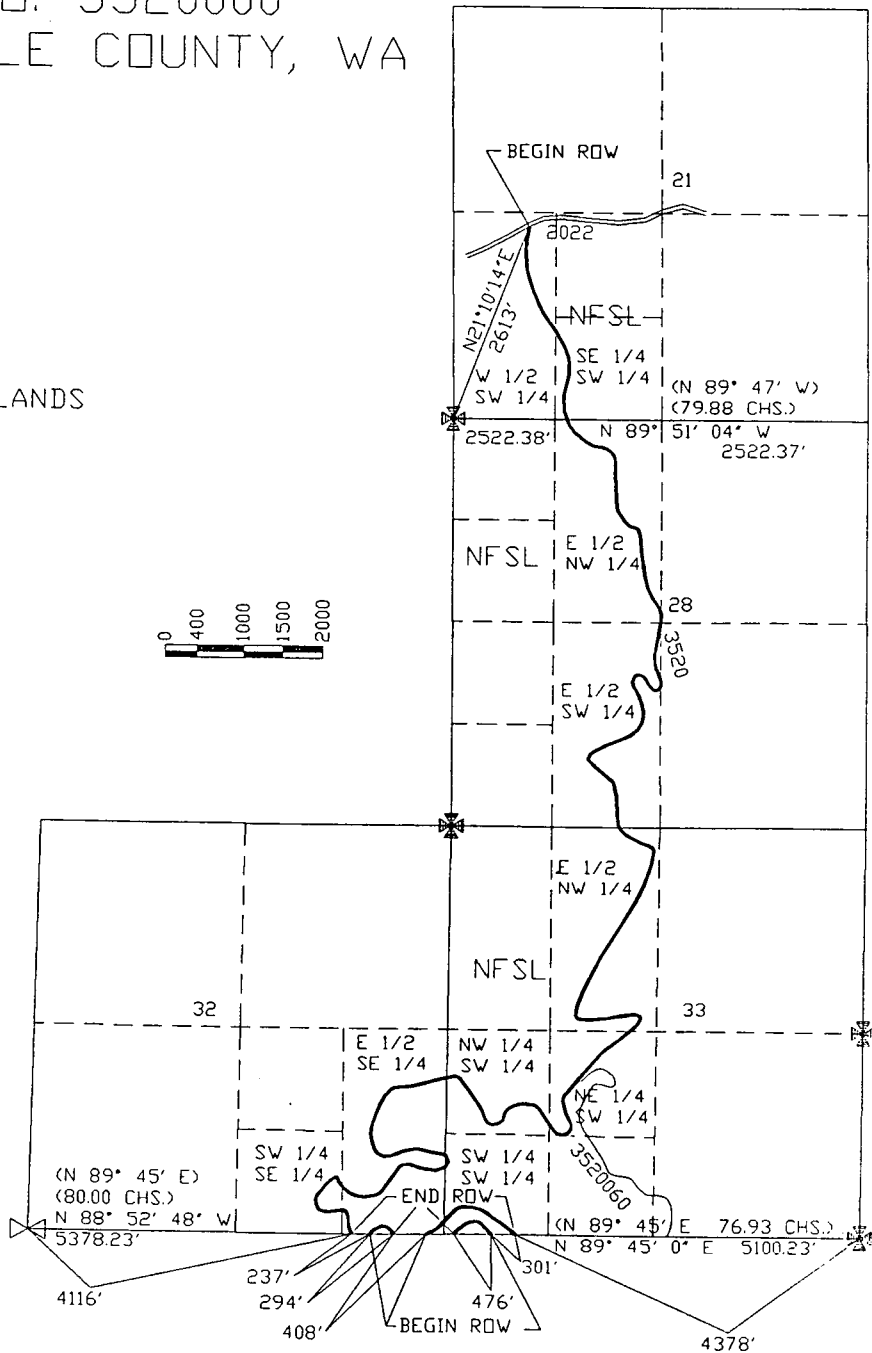 3520000
LE COUNTY, WA
BEGIN ROW
21
2022
N21°10'14"E
2613'
NFSL
SE 1/4
SW 1/4
W 1/2
SW 1/4
LANDS
(N 89° 47' W)
(79.88 CHS.)
2522.38'
N 89° 51' 04" W
2522.37'
NFSL
E 1/2
NW 1/4
0
400
1000
1500
2000
28
3520
E 1/2
SW 1/4
E 1/2
NW 1/4
NFSL
32
33
E 1/2
SE 1/4
NW 1/4
SW 1/4
NE 1/4
SW 1/4
SW 1/4
SE 1/4
SW 1/4
SW 1/4
3520060
(N 89° 45' E)
(80.00 CHS.)
N 88° 52' 48" W
5378.23'
END ROW
(N 89° 45' E 76.93 CHS.)
N 89° 45' 0" E 5100.23'
237'
301'
4116'
294'
476'
408'
BEGIN ROW
4378'